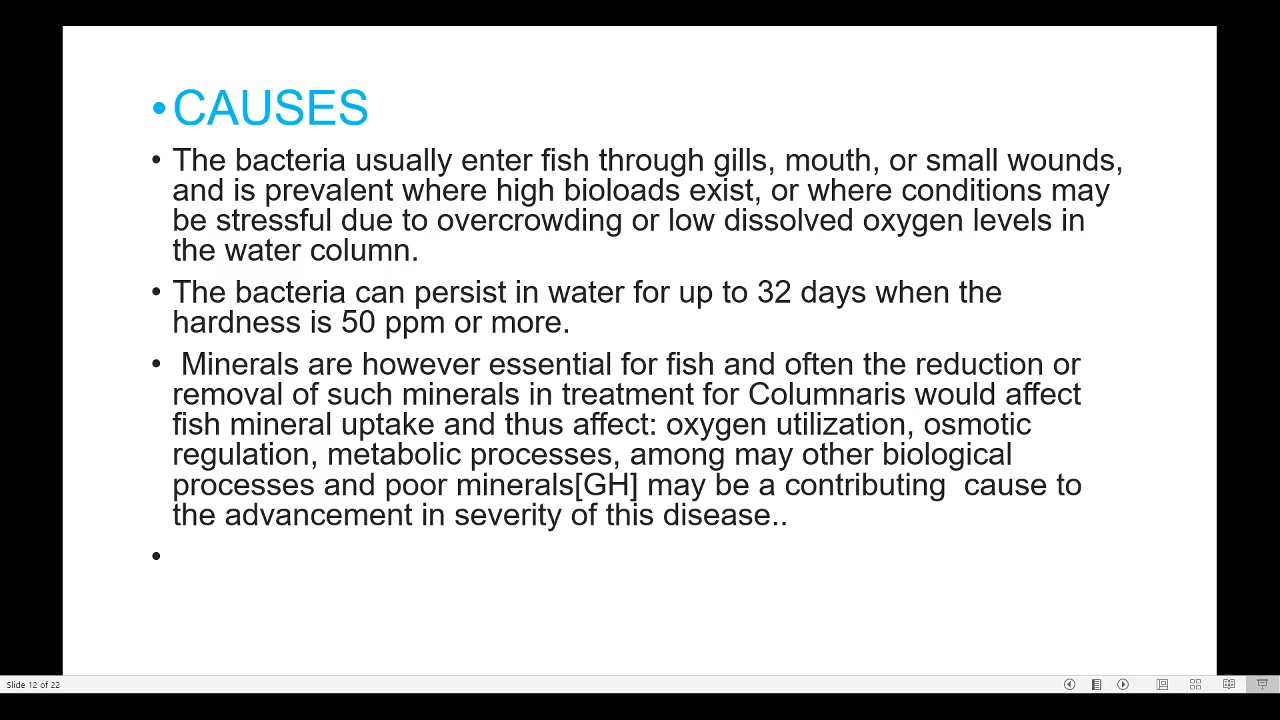 •CAUSES
• The bacteria usually enter fish through gills, mouth, or small wounds,
and is prevalent where high bioloads exist, or where conditions may
be stressful due to overcrowding or low dissolved oxygen levels in
the water column.
• The bacteria can persist in water for up to 32 days when the
hardness is 50 ppm or more.
•  Minerals are however essential for fish and often the reduction or
removal of such minerals in treatment for Columnaris would affect
fish mineral uptake and thus affect: oxygen utilization, osmotic
regulation, metabolic processes, among may other biological
processes and poor minerals[GH] may be a contributing  cause to
the advancement in severity of this disease..
•
Slide 12 of 22